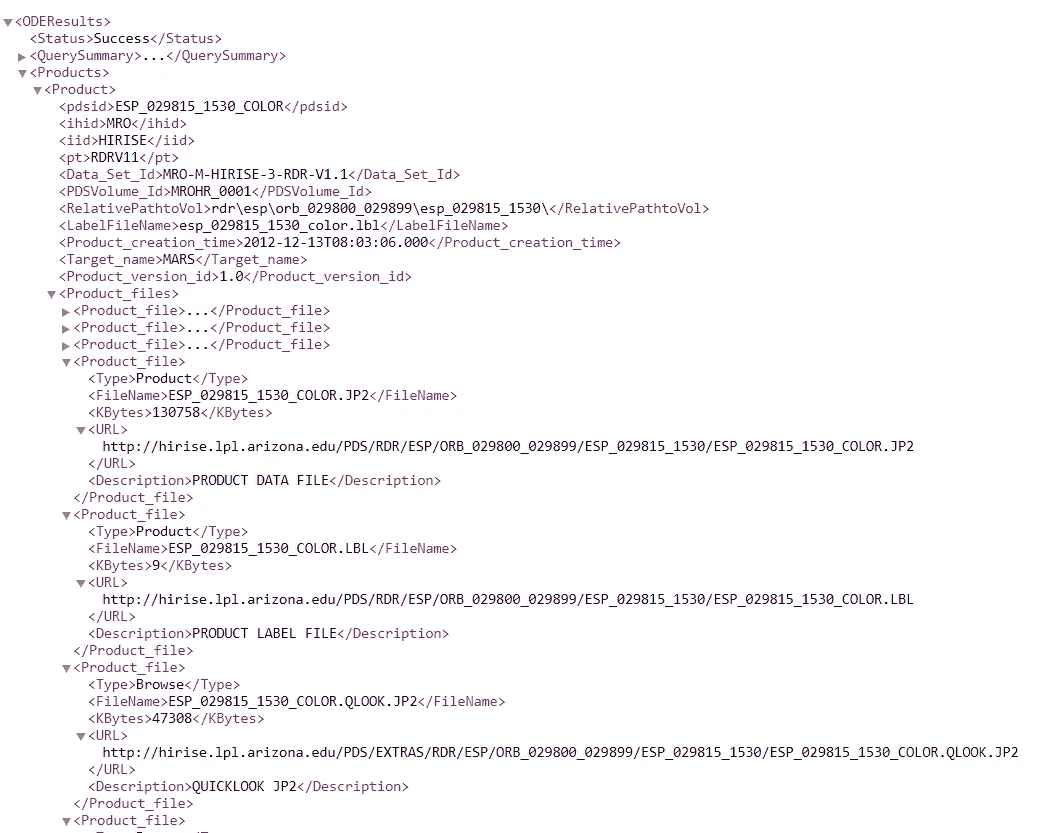 <ODEResults>
<Status>Success</Status>
<QuerySummary>...</QuerySummary>
<Products>
<Product>
<pdsid>ESP_029815_1530_COLOR</pdsid>
<ihid>MRO</ihid>
<iid>HIRISE</iid>
<pt>RDRV11</pt>
<Data_Set_Id>MRO-M-HIRISE-3-RDR-V1.1</Data_Set_Id>
<PDSVolume_Id>MROHR_0001</PDSVolume_Id>
<RelativePathtoVol>rdr\esp\orb_029800_029899\esp_029815_1530\</RelativePathtoVol>
<LabelFileName>esp_029815_1530_color.lbl</LabelFileName>
<Product_creation_time>2012-12-13T08:03:06.000</Product_creation_time>
<Target_name>MARS</Target_name>
<Product_version_id>1.0</Product_version_id>
<Product_files>
<Product_file>...</Product_file>
<Product_file>...</Product_file>
<Product_file>...</Product_file>
<Product_file>
<Type>Product</Type>
<FileName>ESP_029815_1530_COLOR.JP2</FileName>
<KBytes>130758</KBytes>
<URL>
http://hirise.lpl.arizona.edu/PDS/RDR/ESP/ORB_029800_029899/ESP_029815_1530/ESP_029815_1530_COLOR.JP2
</URL>
<Description>PRODUCT DATA FILE</Description>
</Product_file>
<Product_file>
<Type>Product</Type>
<FileName>ESP_029815_1530_COLOR.LBL</FileName>
<KBytes>9</KBytes>
<URL>
http://hirise.lpl.arizona.edu/PDS/RDR/ESP/ORB_029800_029899/ESP_029815_1530/ESP_029815_1530_COLOR.LBL
</URL>
<Description>PRODUCT LABEL FILE</Description>
</Product_file>
<Product_file>
<Type>Browse</Type>
<FileName>ESP_029815_1530_COLOR.QLOOK.JP2</FileName>
<KBytes>47308</KBytes>
<URL>
http://hirise.lpl.arizona.edu/PDS/EXTRAS/RDR/ESP/ORB_029800_029899/ESP_029815_1530/ESP_029815_1530_COLOR.QLOOK.JP2
</URL>
<Description>QUICKLOOK JP2</Description>
</Product_file>
<Product_file>